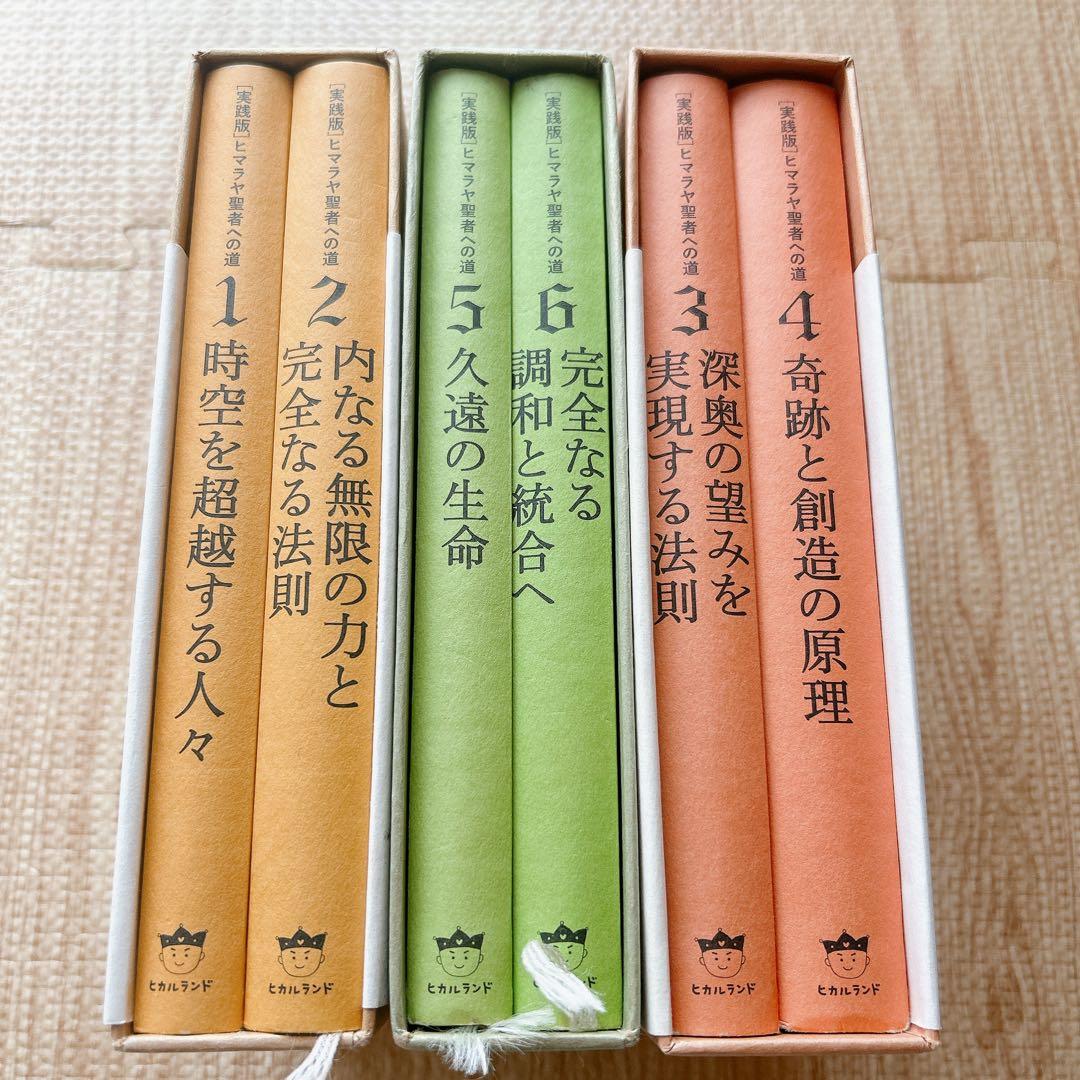 [実践版]ヒマラヤ聖者への道
1
時空を超越する人々
ヒカルランド
[実践版]ヒマラヤ聖者への道
2
内なる無限の力と
完全なる法則
ヒカルランド
[実践版]ヒマラヤ聖者への道
5
久遠の生命
ヒカルランド
[実践版]ヒマラヤ聖者への道
6
完全なる
調和と統合へ
[実践版]ヒマラヤ聖者への道
3
深奥の望みを
実現する法則
ヒカルランド
[実践版]ヒマラヤ聖者への道
4
奇跡と創造の原理
ヒカルランド